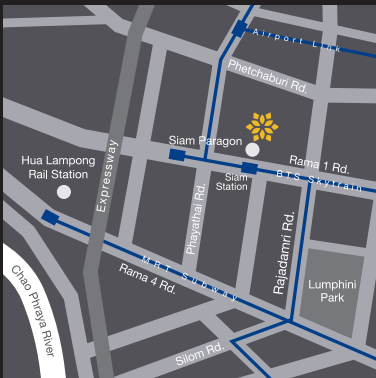 Airport Link
Phetchaburi Rd.
Siam Paragon
Rama 1 Rd.
Hua Lampong
Rail Station
Expressway
Siam
Station
BTS Skytrain
Phayathai Rd.
Rajadamri Rd.
MRT Subway
Rama 4 Rd.
Lumphini
Park
Chao Phraya River
Silom Rd.